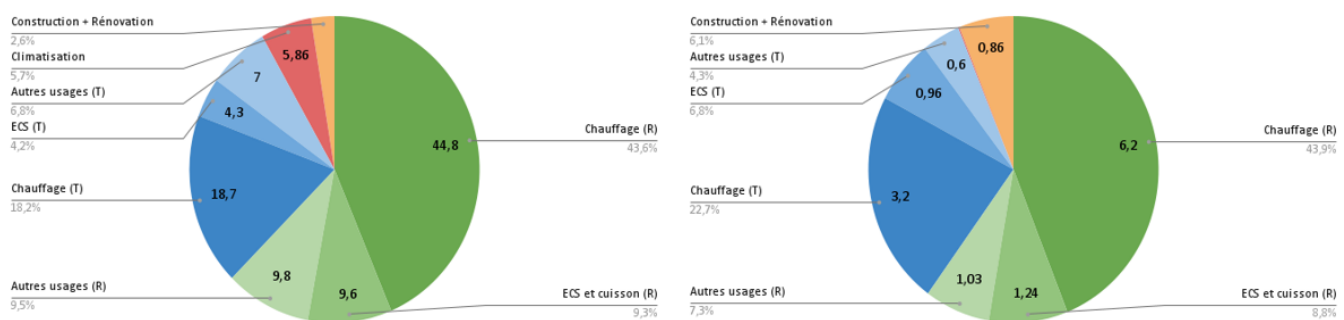 Construction + Rénovation
2,6%
Climatisation
5,7%
Autres usages (T)
6,8%
ECS (T)
4,2%
Chauffage (T)
18,2%
Autres usages (R)
9,5%
5,86
7
4,3
18,7
9,8
9,6
44,8
Chauffage (R)
43,6%
ECS et cuisson (R)
9,3%
Construction + Rénovation
6,1%
Autres usages (T)
4,3%
ECS (T)
6,8%
Chauffage (T)
22,7%
Autres usages (R)
7,3%
0,86
0,6
0,96
3,2
1,03
1,24
6,2
Chauffage (R)
43,9%
ECS et cuisson (R)
8,8%